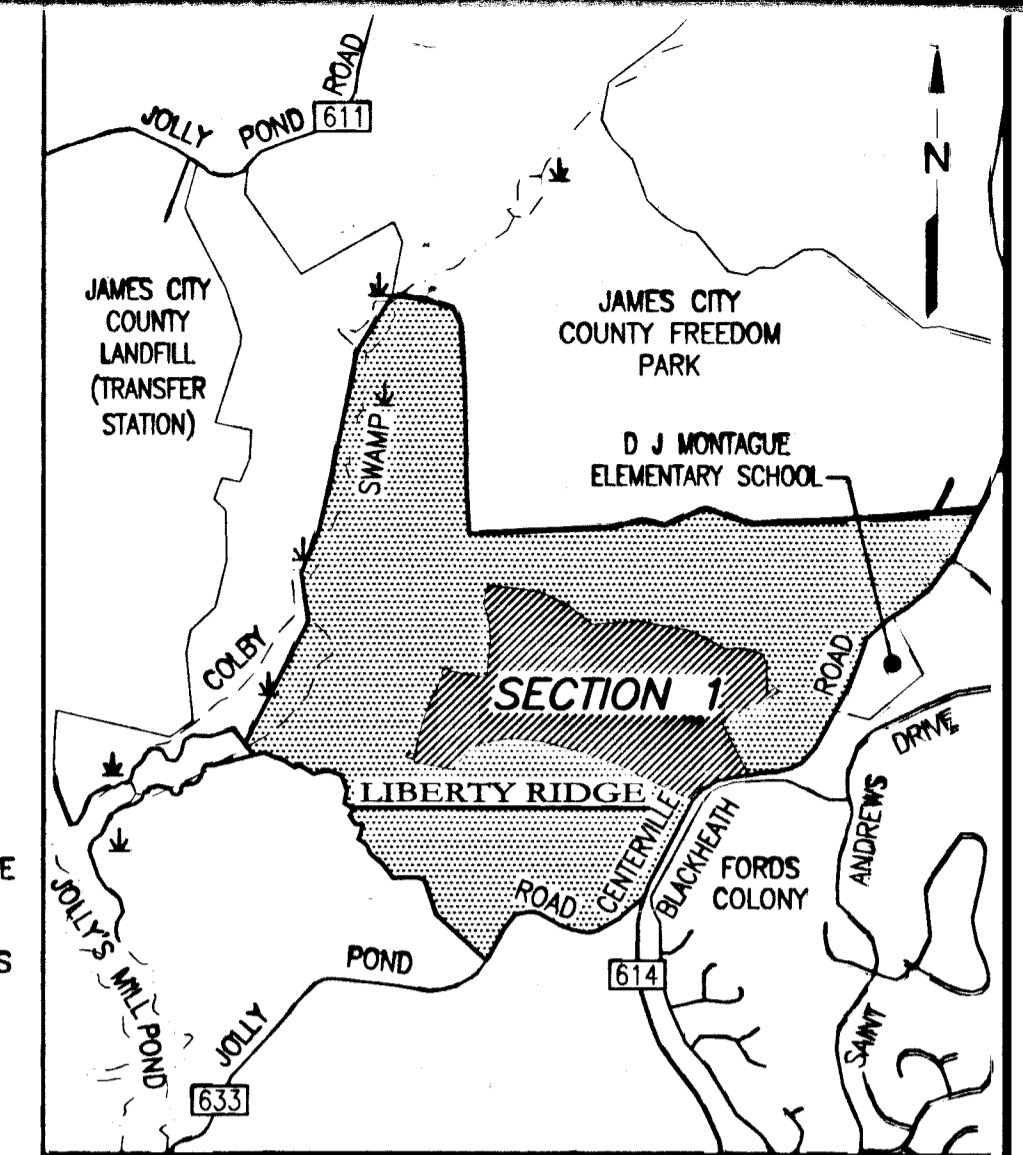 JOLLY POND ROAD
611
N
JAMES CITY
COUNTY
LANDFILL
(TRANSFER
STATION)
JAMES CITY
COUNTY FREEDOM
PARK
D J MONTAGUE
ELEMENTARY SCHOOL
SWAMP
COLBY
SECTION 1
ROAD
DRIVE
LIBERTY RIDGE
CENTERVILLE
BLACKHEATH
ANDREWS
FORDS
COLONY
E
S
ROAD
POND
JOLLY
614
SAINT
JOLLY'S MILL POND
633